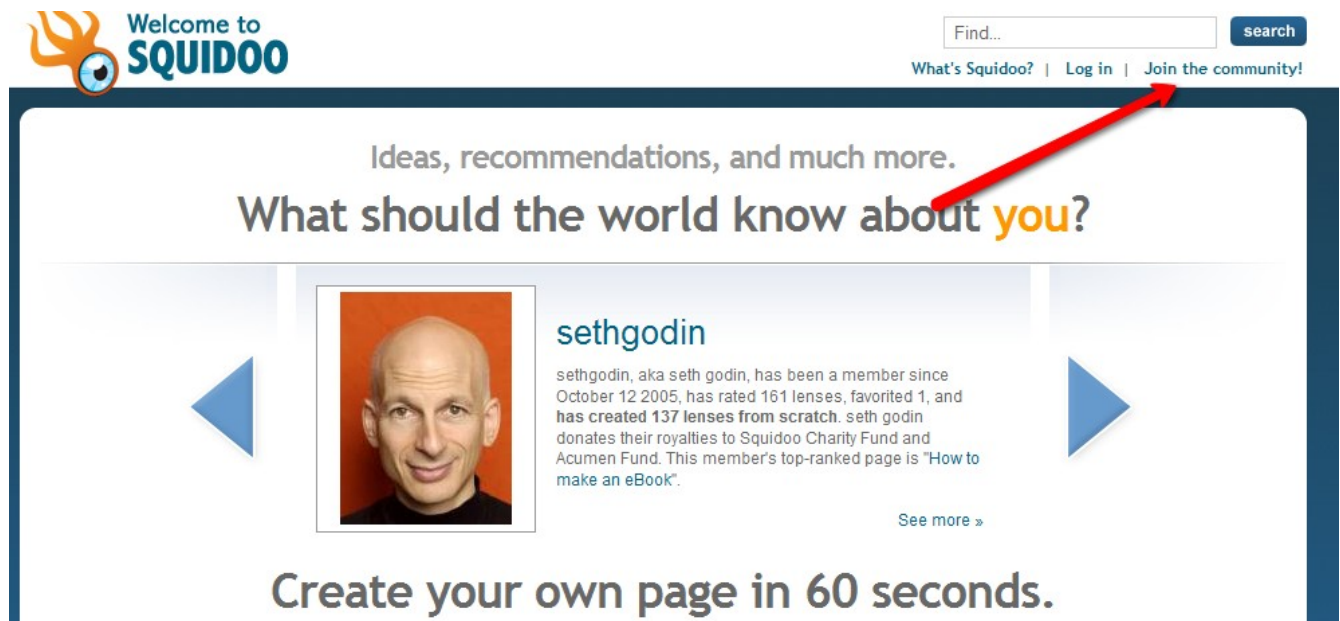 Welcome to
SQUIDOO
Find...
search
What's Squidoo? | Log in | Join the community!
Ideas, recommendations, and much more.
What should the world know about you?
sethgodin
sethgodin, aka seth godin, has been a member since
October 12 2005, has rated 161 lenses, favorited 1, and
has created 137 lenses from scratch. seth godin
donates their royalties to Squidoo Charity Fund and
Acumen Fund. This member's top-ranked page is "How to
make an eBook".
See more »
Create your own page in 60 seconds.